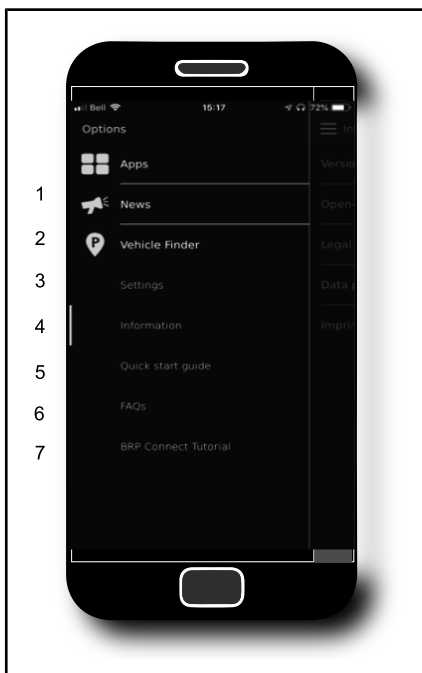 Bell 15:17 72%
Options
Apps
1 News
2 Vehicle Finder
3 Settings
4 Information
5 Quick start guide
6 FAQs
7 BRP Connect Tutorial
Versio
Open
Legal
Data p
Imprin